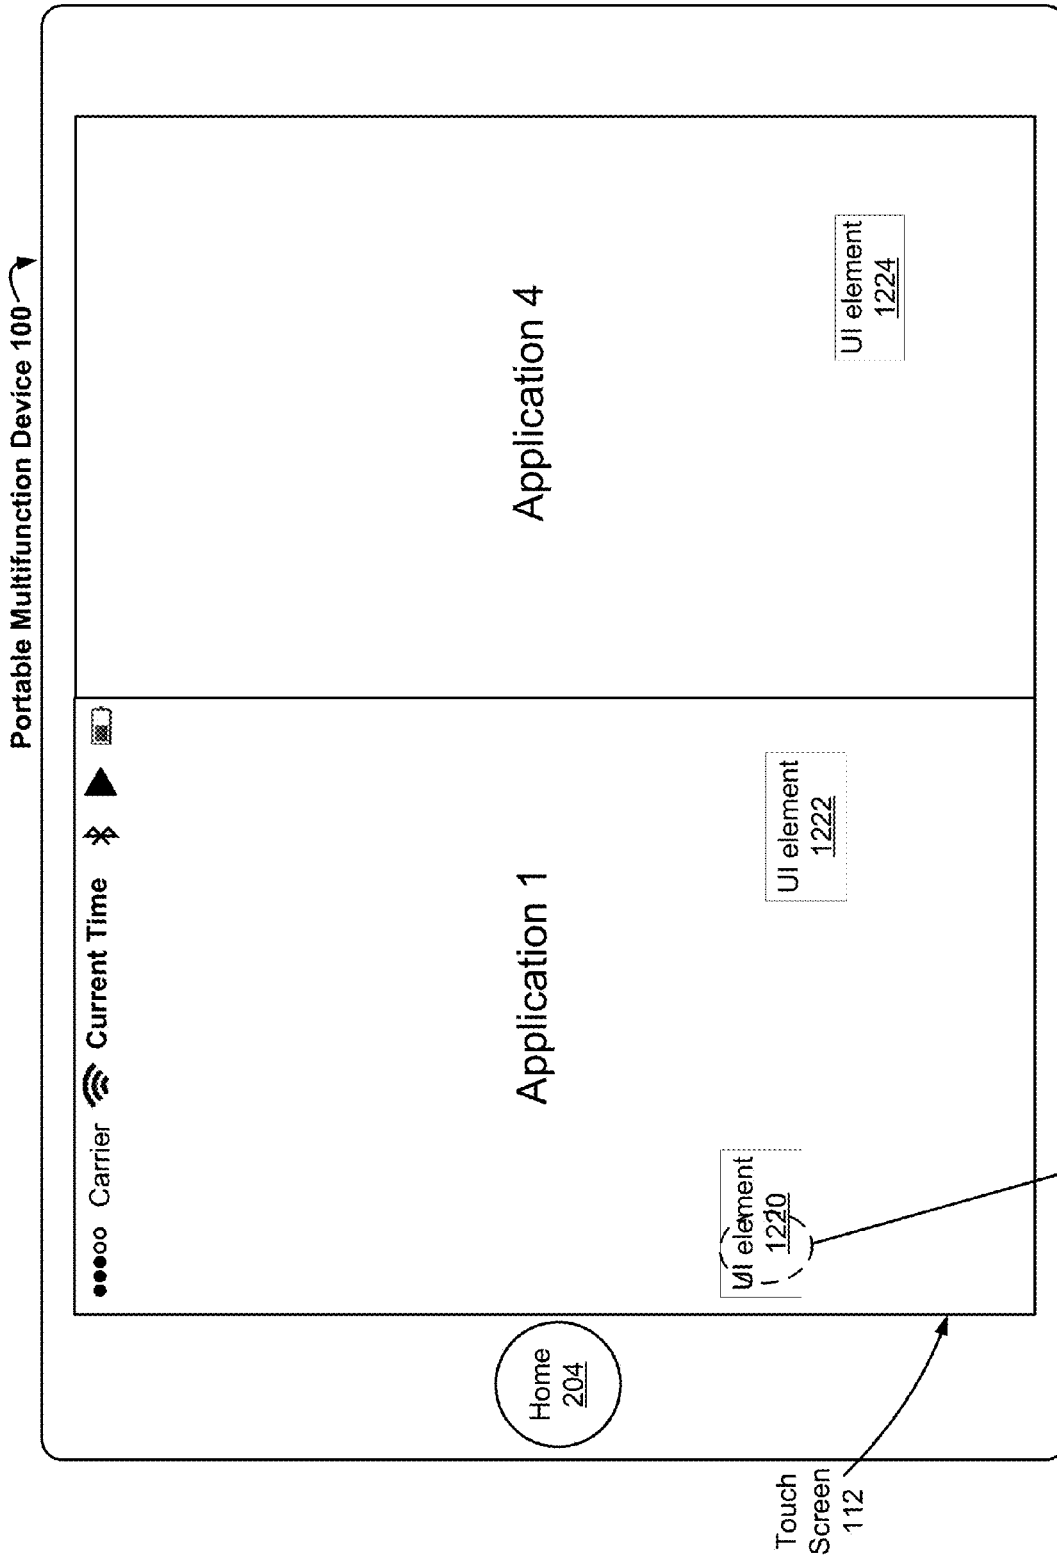 Portable Multifunction Device 100
Carrier Current Time
Application 1
Application 4
UI element
1220
UI element
1222
UI element
1224
Home
204
Touch
Screen
112